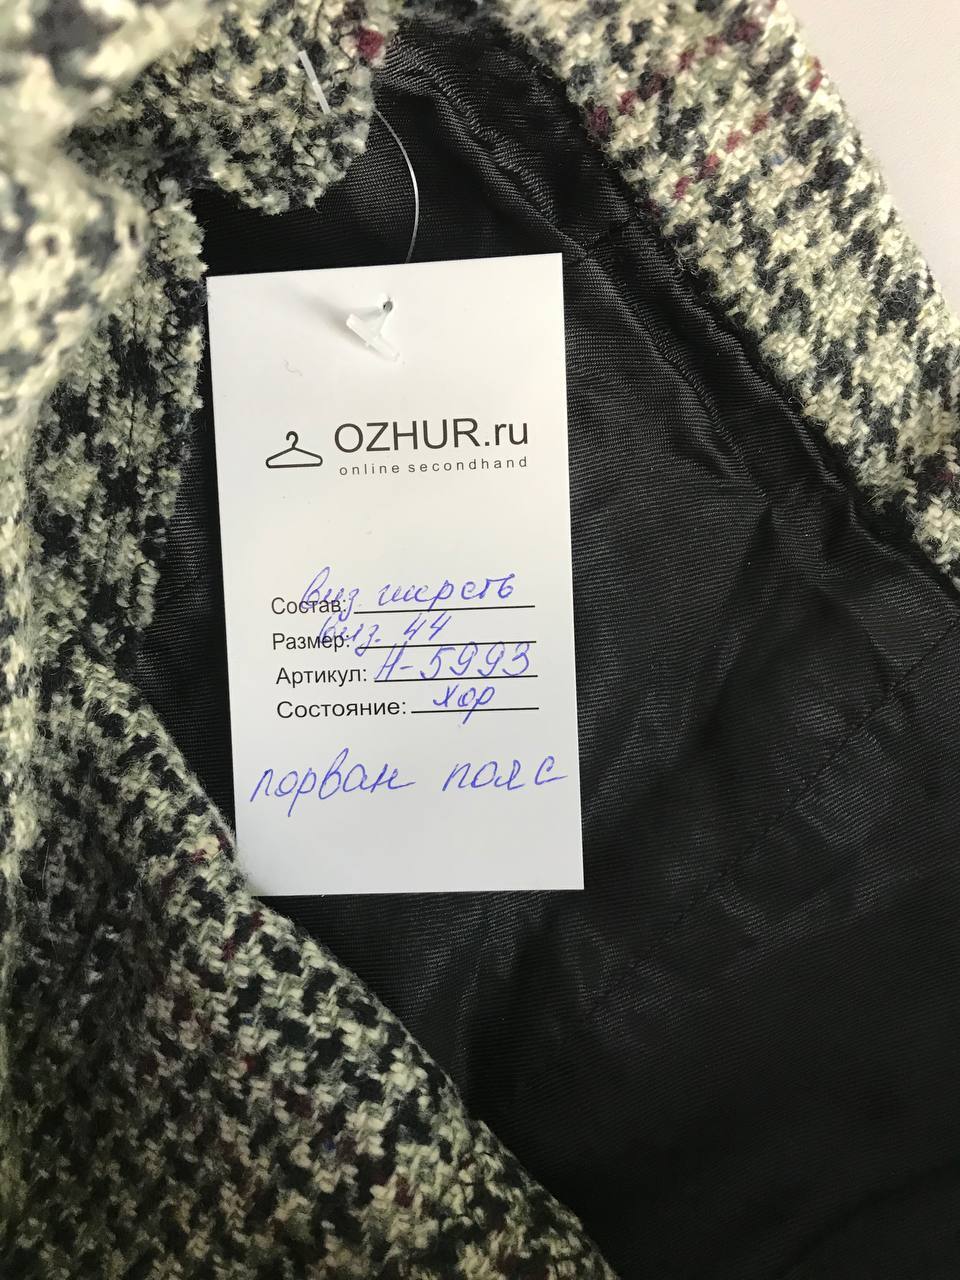 OZHUR.ru
online secondhand
Состав: виз. шерсть
Размер: виз. 44
Артикул: Н-5993
Состояние: хор
порван пояс